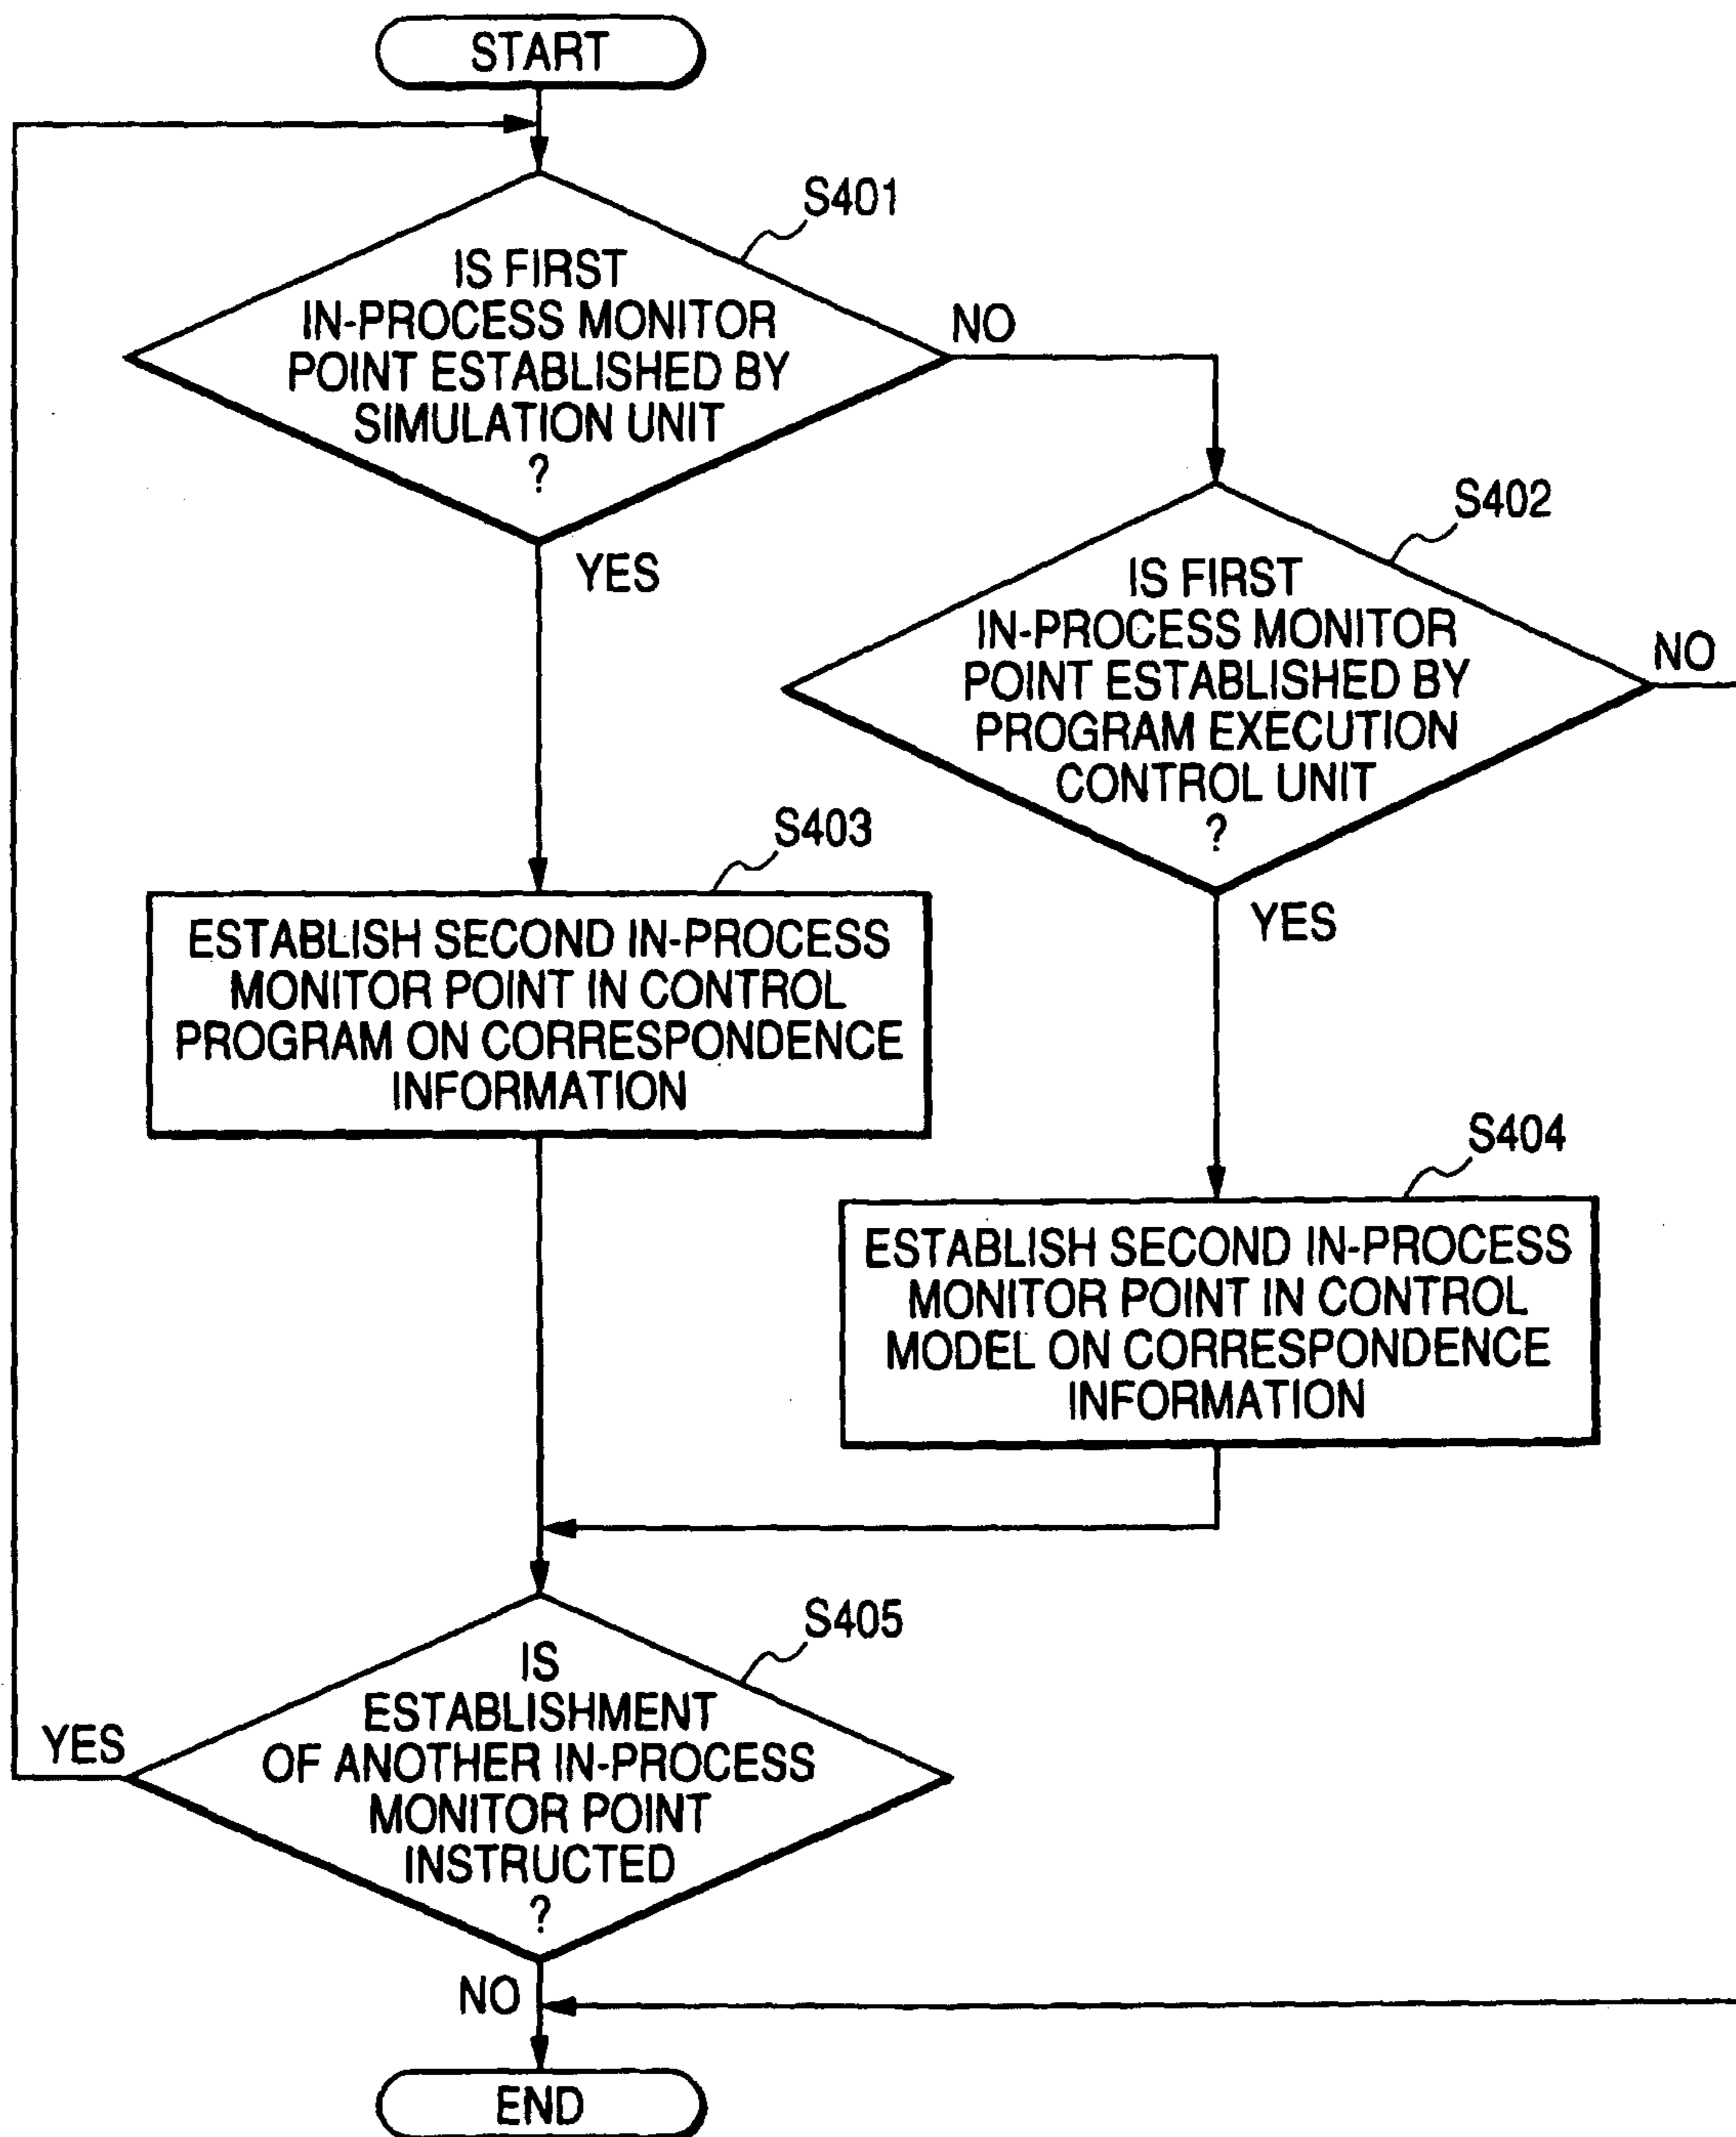 START
S401
IS FIRST
IN-PROCESS MONITOR
POINT ESTABLISHED BY
SIMULATION UNIT
?
NO
YES
S402
IS FIRST
IN-PROCESS MONITOR
POINT ESTABLISHED BY
PROGRAM EXECUTION
CONTROL UNIT
?
NO
YES
S403
ESTABLISH SECOND IN-PROCESS
MONITOR POINT IN CONTROL
PROGRAM ON CORRESPONDENCE
INFORMATION
S404
ESTABLISH SECOND IN-PROCESS
MONITOR POINT IN CONTROL
MODEL ON CORRESPONDENCE
INFORMATION
S405
IS
ESTABLISHMENT
OF ANOTHER IN-PROCESS
MONITOR POINT
INSTRUCTED
?
YES
NO
END